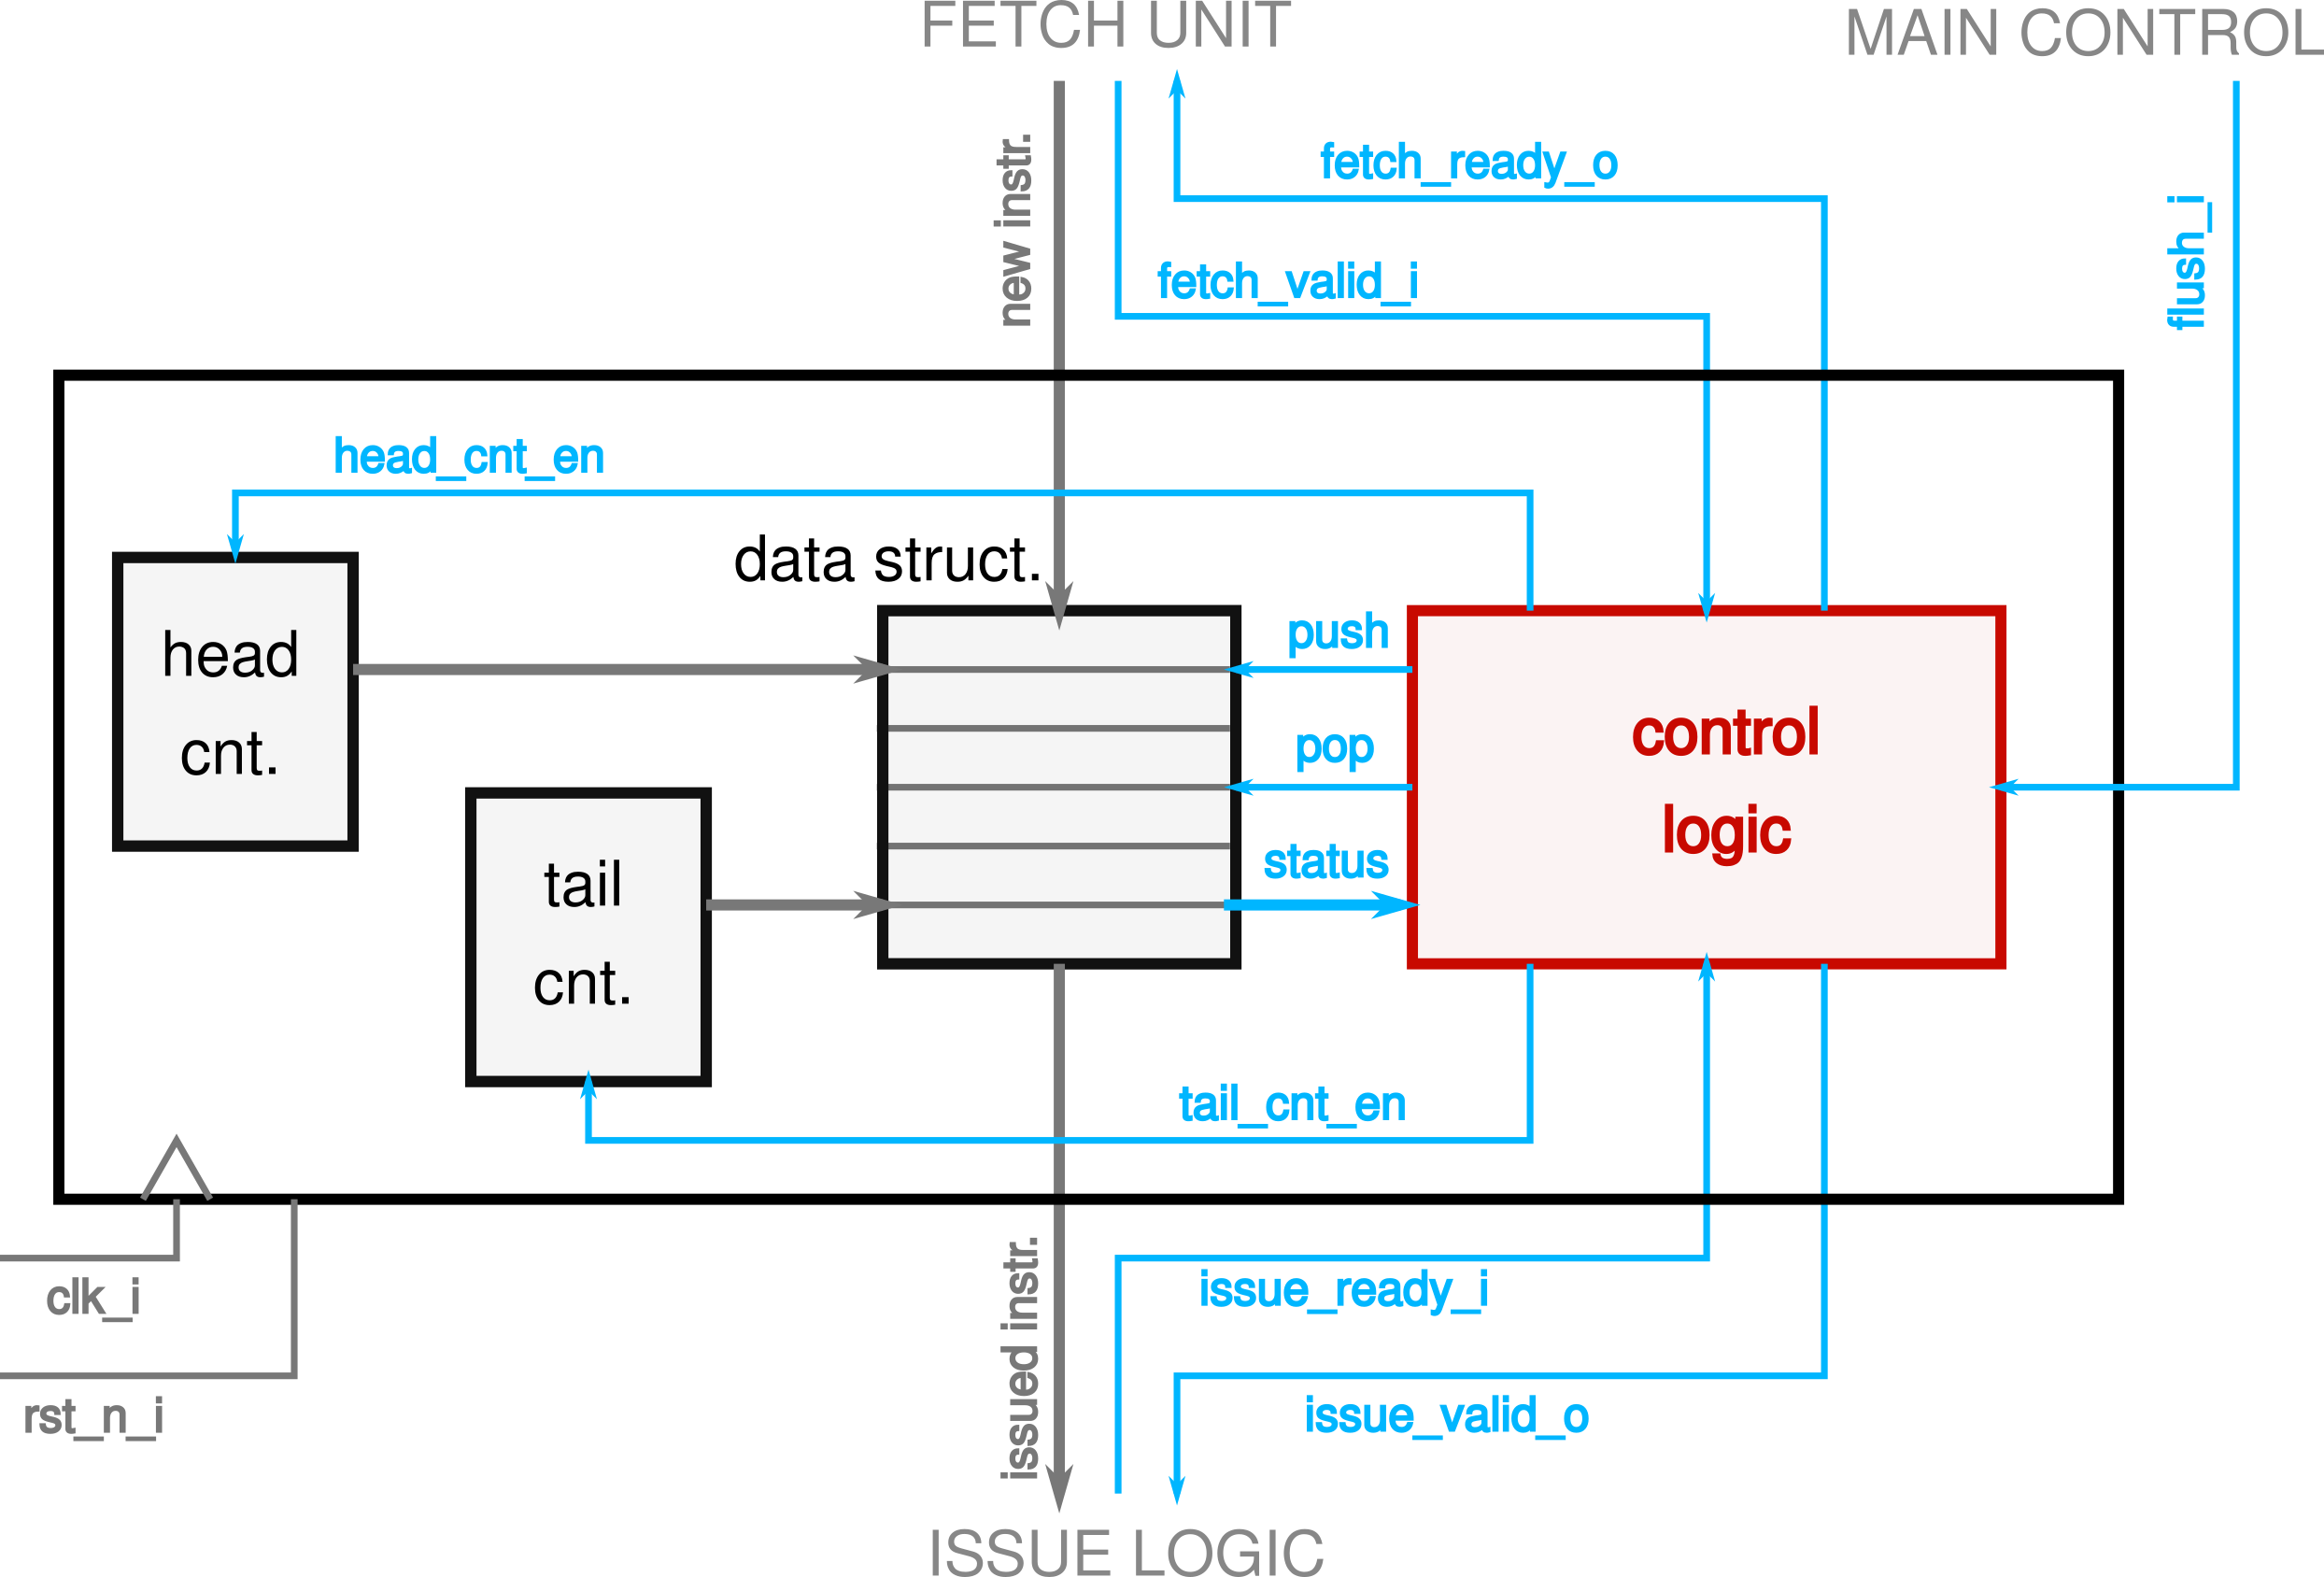 FETCH UNIT
MAIN CONTROL
new instr.
fetch_ready_o
fetch_valid_i
flush_i
head_cnt_en
data struct.
head
cnt.
push
pop
status
control
logic
tail
cnt.
tail_cnt_en
clk_i
rst_n_i
issued instr.
issue_ready_i
issue_valid_o
ISSUE LOGIC